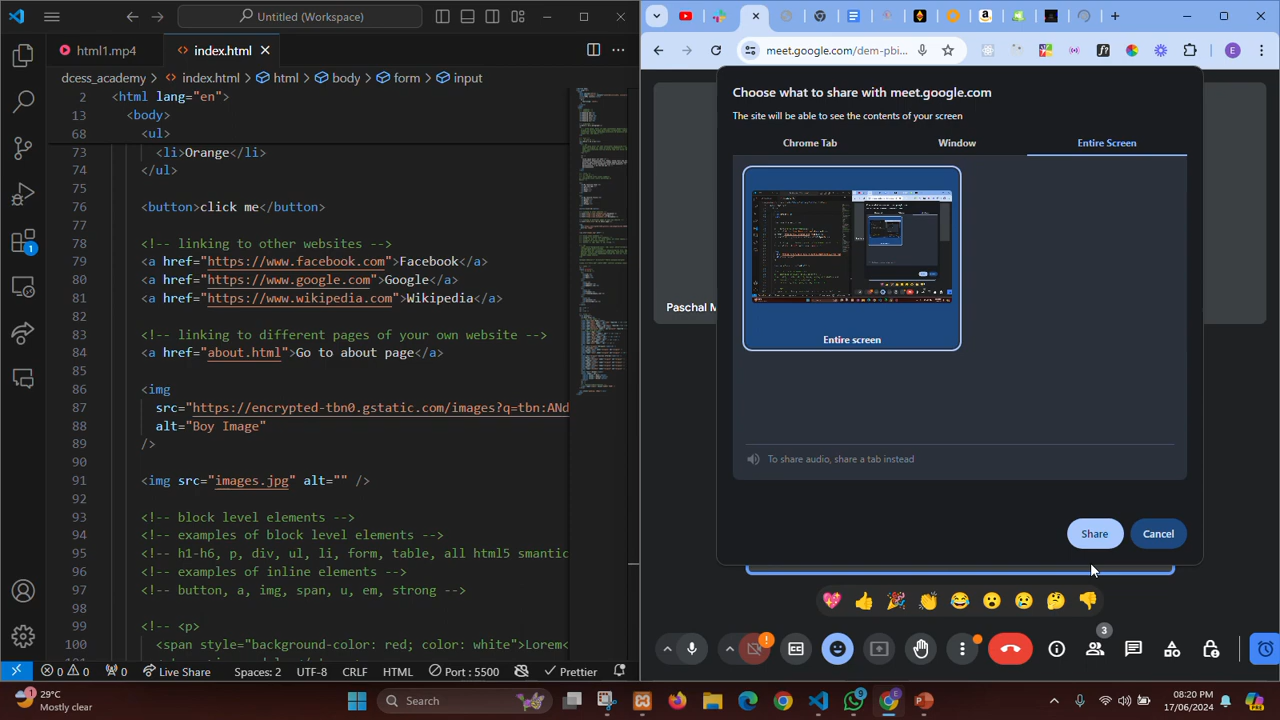 Untitled (Workspace)
html1.mp4
index.html
dcess_academy > index.html > html > body > form > input
2 <html lang="en">
13 <body>
68 <ul>
73 <li>Orange</li>
74 </ul>
75
76 <button>click me</button>
77
78 <!-- linking to other websites -->
79 <a href="https://www.facebook.com">Facebook</a>
80 <a href="https://www.google.com">Google</a>
81 <a href="https://www.wikipedia.com">Wikipedia</a>
82
83 <!-- linking to different pages of your own website -->
84 <a href="about.html">Go to about page</a>
85
86 <img
87 src="https://encrypted-tbn0.gstatic.com/images?q=tbn:ANd
88 alt="Boy Image"
89 />
90
91 <img src="images.jpg" alt="" />
92
93 <!-- block level elements -->
94 <!-- examples of block level elements -->
95 <!-- h1-h6, p, div, ul, li, form, table, all html5 smantic
96 <!-- examples of inline elements -->
97 <!-- button, a, img, span, u, em, strong -->
98
99 <!-- <p>
100 <span style="background-color: red; color: white">Lorem<
1
0 0 0 Live Share Spaces: 2 UTF-8 CRLF HTML Port : 5500 Prettier
meet.google.com/dem-pbi...
E
Choose what to share with meet.google.com
The site will be able to see the contents of your screen
Chrome Tab Window Entire Screen
Entire screen
To share audio, share a tab instead
Share Cancel
Paschal M
3
29°C
Mostly clear
Search
9
08:20 PM
17/06/2024